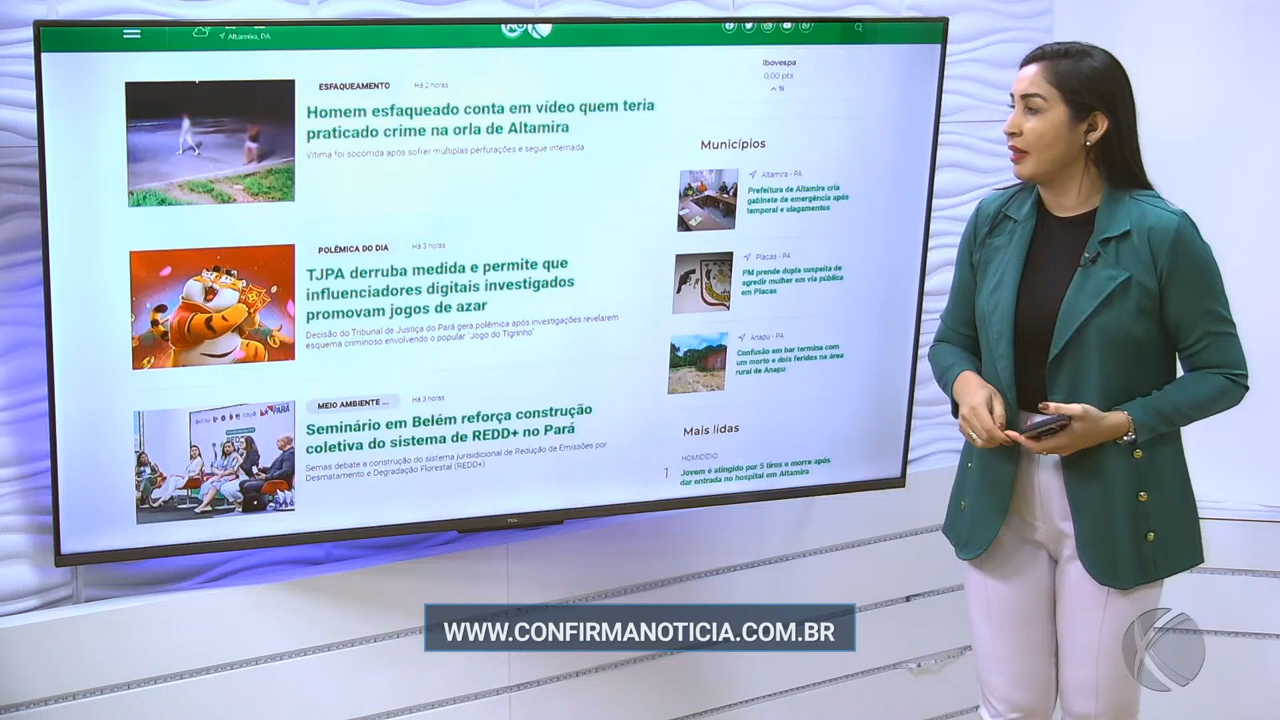 Altamira, PA
ESFAQUEAMENTO
Há 2 horas
Homem esfaqueado conta em vídeo quem teria
praticado crime na orla de Altamira
Vítima foi socorrida após sofrer múltiplas perfurações e segue internada
POLÊMICA DO DIA
Há 3 horas
TJPA derruba medida e permite que
influenciadores digitais investigados
promovam jogos de azar
Decisão do Tribunal de Justiça do Pará gera polêmica após investigações revelarem
esquema criminoso envolvendo o popular "Jogo do Tigrinho"
MEIO AMBIENTE ...
Há 3 horas
Seminário em Belém reforça construção
coletiva do sistema de REDD+ no Pará
Semas debate a construção do sistema jurisdicional de Redução de Emissões por
Desmatamento e Degradação Florestal (REDD+)
Ibovespa
0,00 pts
Municípios
Altamira - PA
Prefeitura de Altamira cria
gabinete de emergência após
temporal e alagamentos
Placas - PA
PM prende dupla suspeita de
agredir mulher em via pública
em Placas
Anapu - PA
Confusão em bar termina com
um morto e dois feridos na área
rural de Anapu
Mais lidas
HOMICÍDIO
1
Jovem é atingido por 5 tiros e morre após
dar entrada no hospital em Altamira
TCL
WWW.CONFIRMANOTICIA.COM.BR